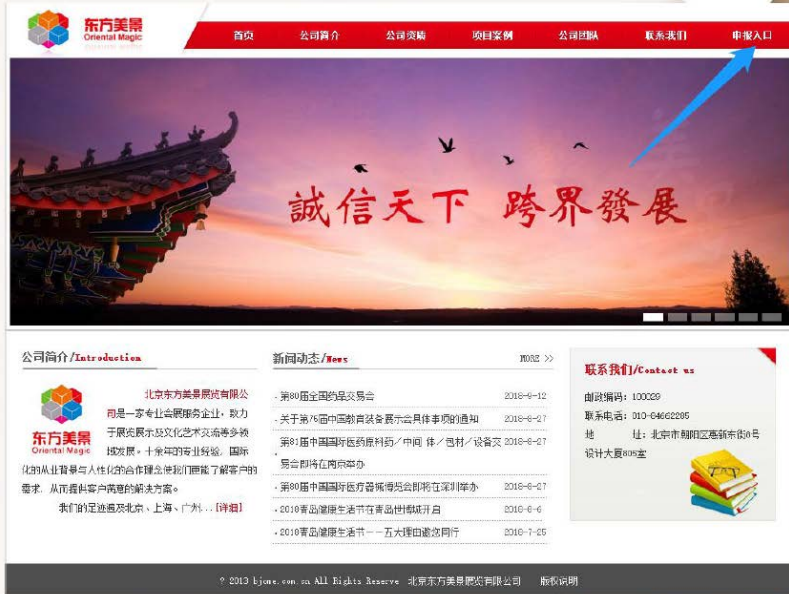 东方美景
Oriental Magic
首页 公司简介 公司资质 项目案例 公司团队 联系我们 申报入口
誠信天下 跨界發展
公司简介/Introduction
北京东方美景展览有限公
司是一家专业会展服务企业，致力
于展览展示及文化艺术交流等多领
域发展。十余年的专业经验、国际
化的从业背景与人性化的合作理念使我们更能了解客户的
需求，从而提供客户满意的解决方案。
我们的足迹遍及北京、上海、广州... [详细]
东方美景
Oriental Magic
新闻动态/News MORE >>
第80届全国药品交易会 2018-9-12
关于第75届中国教育装备展示会具体事项的通知 2018-8-27
第81届中国国际医药原料药／中间体／包材／设备交 2018-8-27
易会即将在南京举办
第80届中国国际医疗器械博览会即将在深圳举办 2018-8-27
2018青岛健康生活节在青岛世博城开启 2018-8-6
2018青岛健康生活节——五大理由邀您同行 2018-7-25
联系我们/Contact us
邮政编码：100029
联系电话：010-84662285
地 址：北京市朝阳区惠新东街8号
设计大厦805室
? 2013 bjome.com.cn All Rights Reserve 北京东方美景展览有限公司 版权说明